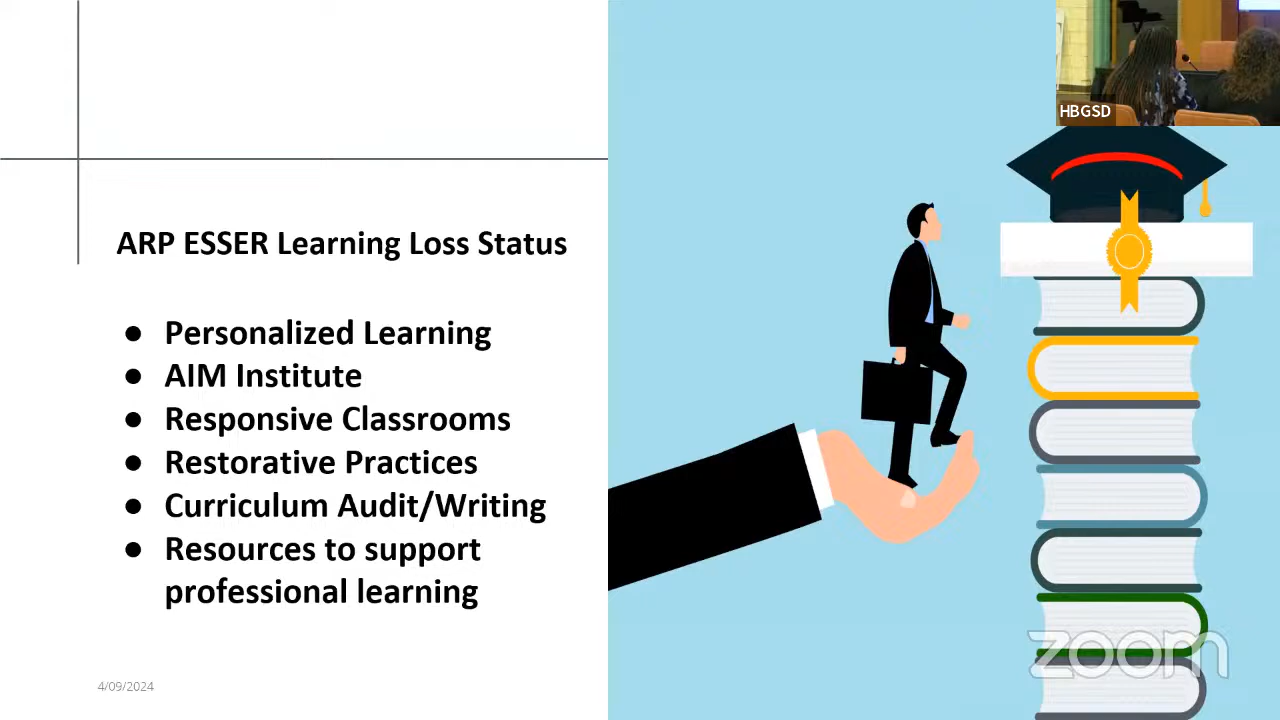 HBGSD
ARP ESSER Learning Loss Status
● Personalized Learning
● AIM Institute
● Responsive Classrooms
● Restorative Practices
● Curriculum Audit/Writing
● Resources to support
professional learning
zoom
4/09/2024